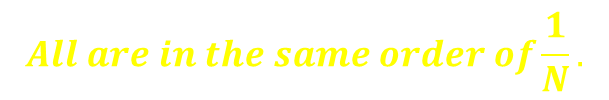 All are in the same order of 1/N.